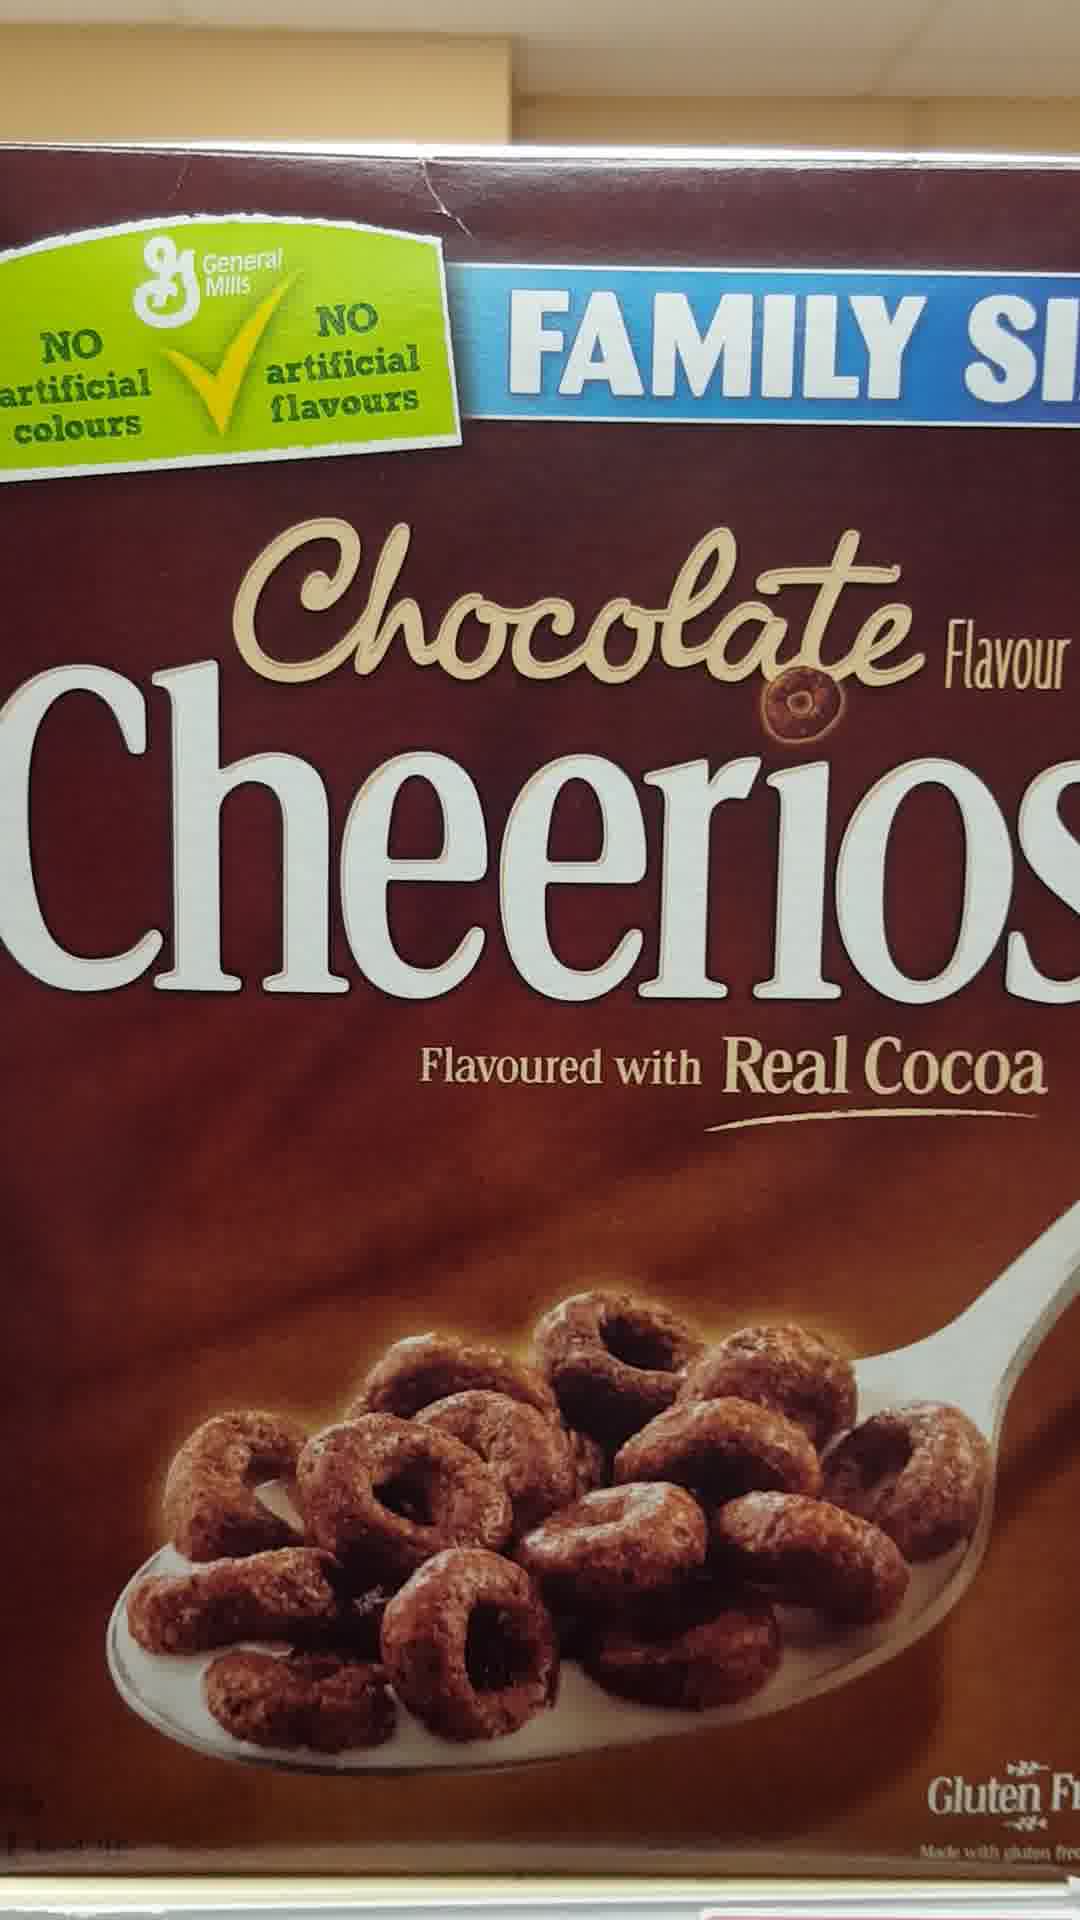 General
Mills
NO
artificial
colours
NO
artificial
flavours
FAMILY SI
Chocolate Flavour
Cheerios
Flavoured with Real Cocoa
Gluten Fr
Made with gluten free